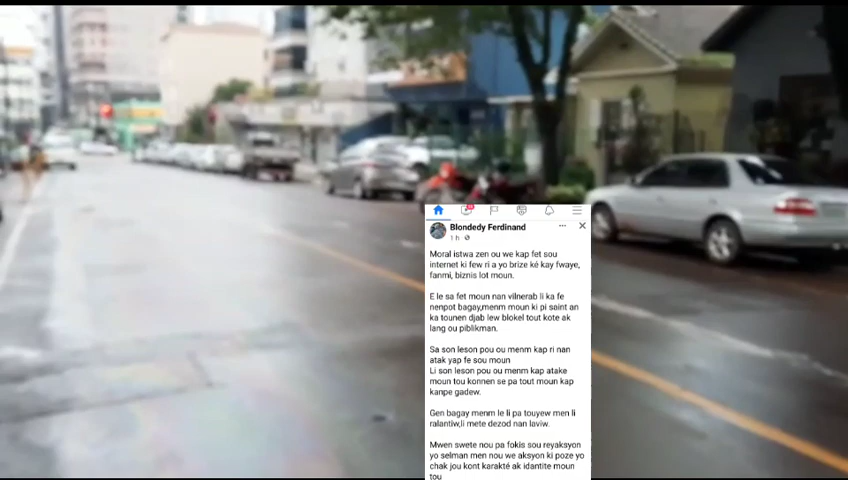 Blondedy Ferdinand
1 h
Moral istwa zen ou we kap fet sou
internet ki few ri a yo brize ké kay fwaye,
fanmi, biznis lot moun.
E le sa fet moun nan vilnerab li ka fe
nenpot bagay,menm moun ki pi saint an
ka tounen djab lew blokel tout kote ak
lang ou piblikman.
Sa son leson pou ou menm kap ri nan
atak yap fe sou moun
Li son leson pou ou menm kap atake
moun tou konnen se pa tout moun kap
kanpe gadew.
Gen bagay menm le li pa touyew men li
ralantiw,li mete dezod nan laviw.
Mwen swete nou pa fokis sou reyaksyon
yo selman men nou we aksyon ki poze yo
chak jou kont karakté ak idantite moun
tou